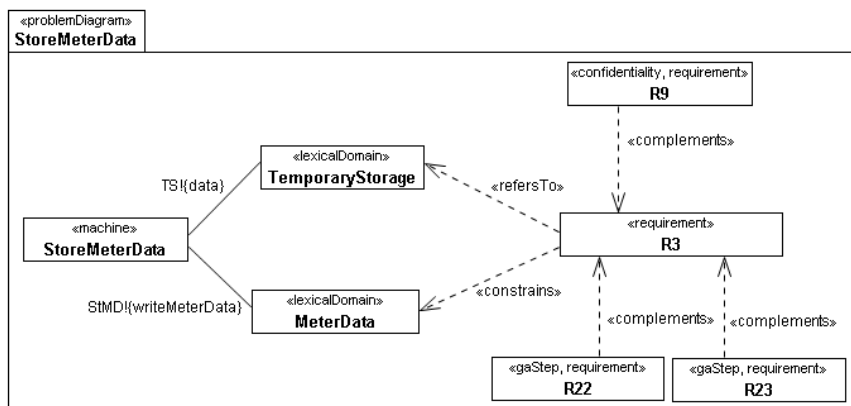 «problemDiagram»
StoreMeterData
«confidentiality, requirement»
R9
«complements»
«lexicalDomain»
TemporaryStorage
TS!{data}
«refersTo»
«machine»
StoreMeterData
«requirement»
R3
StMD!{writeMeterData}
«lexicalDomain»
MeterData
«constrains»
«complements»
«complements»
«gaStep, requirement»
R22
«gaStep, requirement»
R23